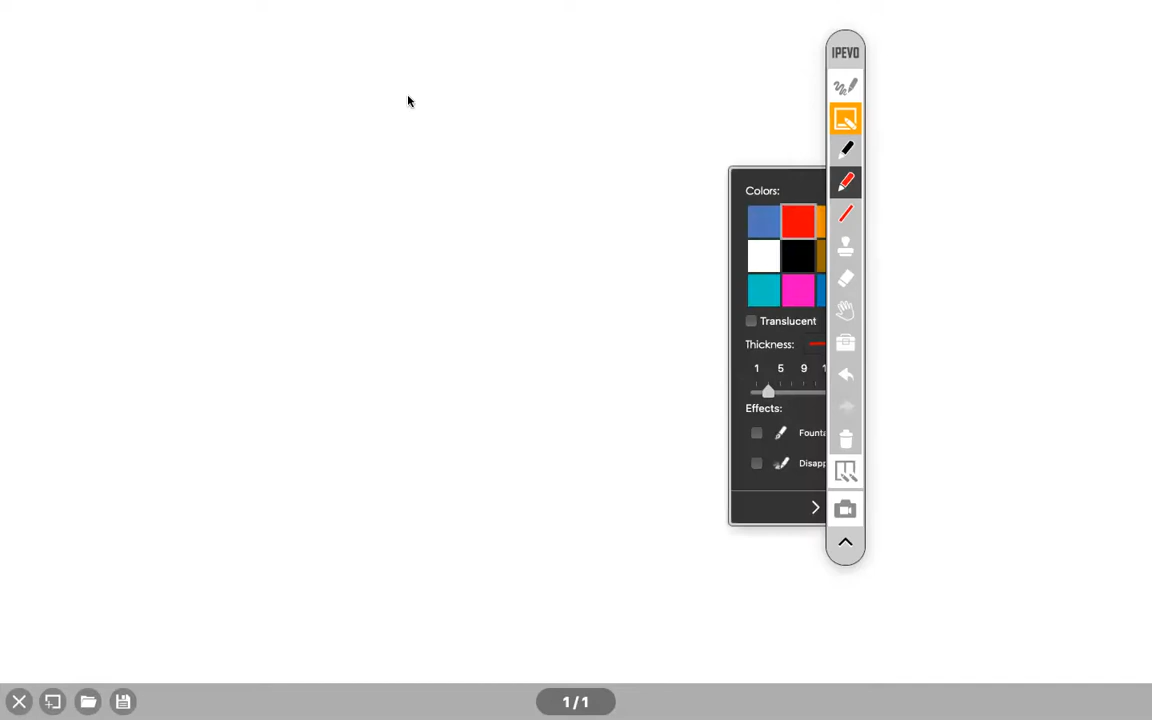 IPEVO
Colors:
Translucent
Thickness:
1 5 9
Effects:
1/1